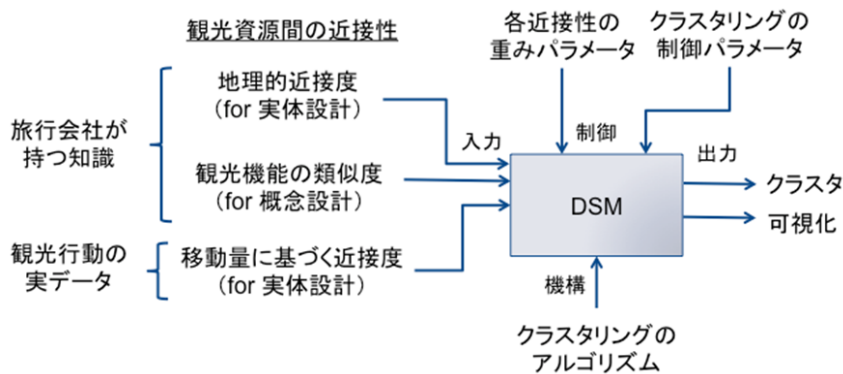 観光資源間の近接性
各近接性の
重みパラメータ
クラスタリングの
制御パラメータ
旅行会社が
持つ知識
地理的近接度
（for 実体設計）
観光機能の類似度
（for 概念設計）
観光行動の
実データ
移動量に基づく近接度
（for 実体設計）
入力
制御
出力
DSM
クラスタ
可視化
機構
クラスタリングの
アルゴリズム